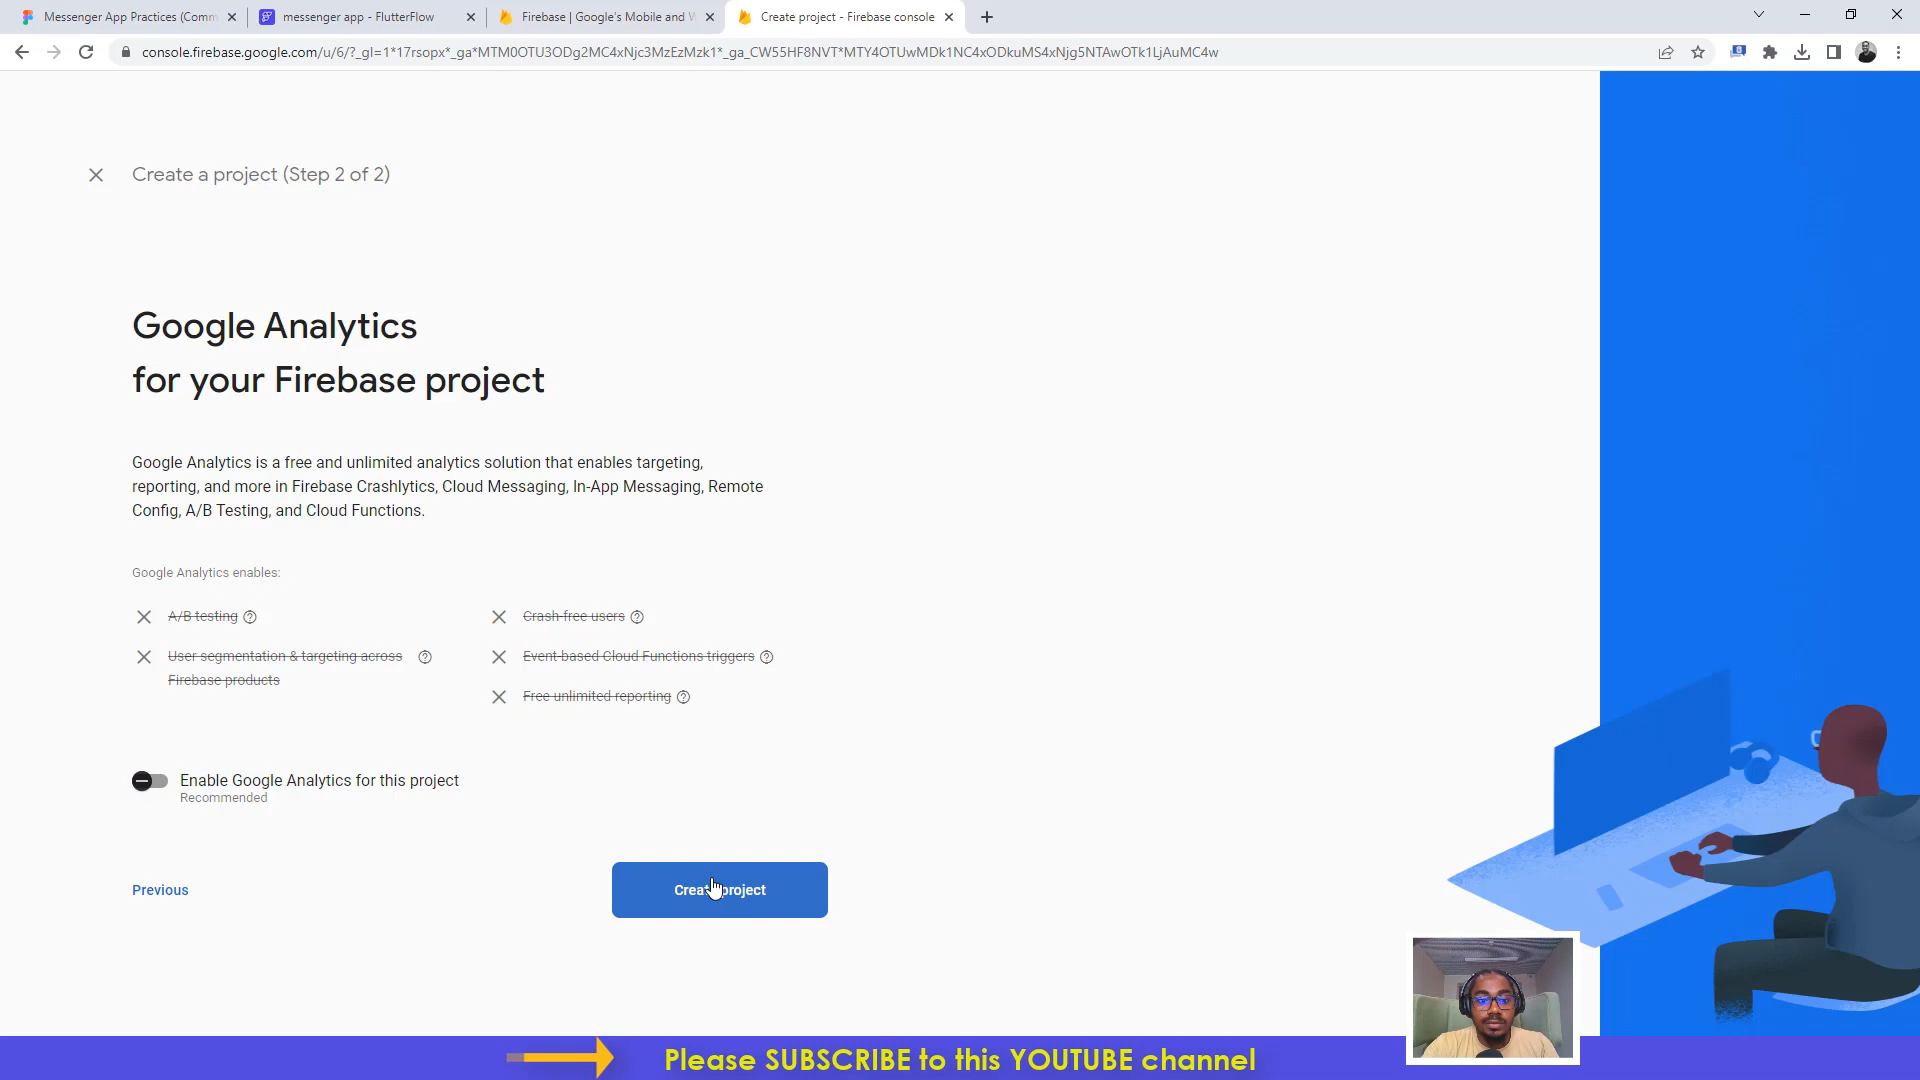 Messenger App Practices (Comm
messenger app - FlutterFlow
Firebase | Google's Mobile and W
Create project - Firebase console
console.firebase.google.com/u/6/?_gl=1*17rsopx*_ga*MTM0OTU3ODg2MC4xNjc3MzEzMzk1*_ga_CW55HF8NVT*MTY4OTUwMDk1NC4xODkuMS4xNjg5NTAwOTk1LjAuMC4w
Create a project (Step 2 of 2)
Google Analytics
for your Firebase project
Google Analytics is a free and unlimited analytics solution that enables targeting,
reporting, and more in Firebase Crashlytics, Cloud Messaging, In-App Messaging, Remote
Config, A/B Testing, and Cloud Functions.
Google Analytics enables:
A/B testing
Crash-free users
User segmentation & targeting across
Firebase products
Event-based Cloud Functions triggers
Free unlimited reporting
Enable Google Analytics for this project
Recommended
Previous
Create project
Please SUBSCRIBE to this YOUTUBE channel